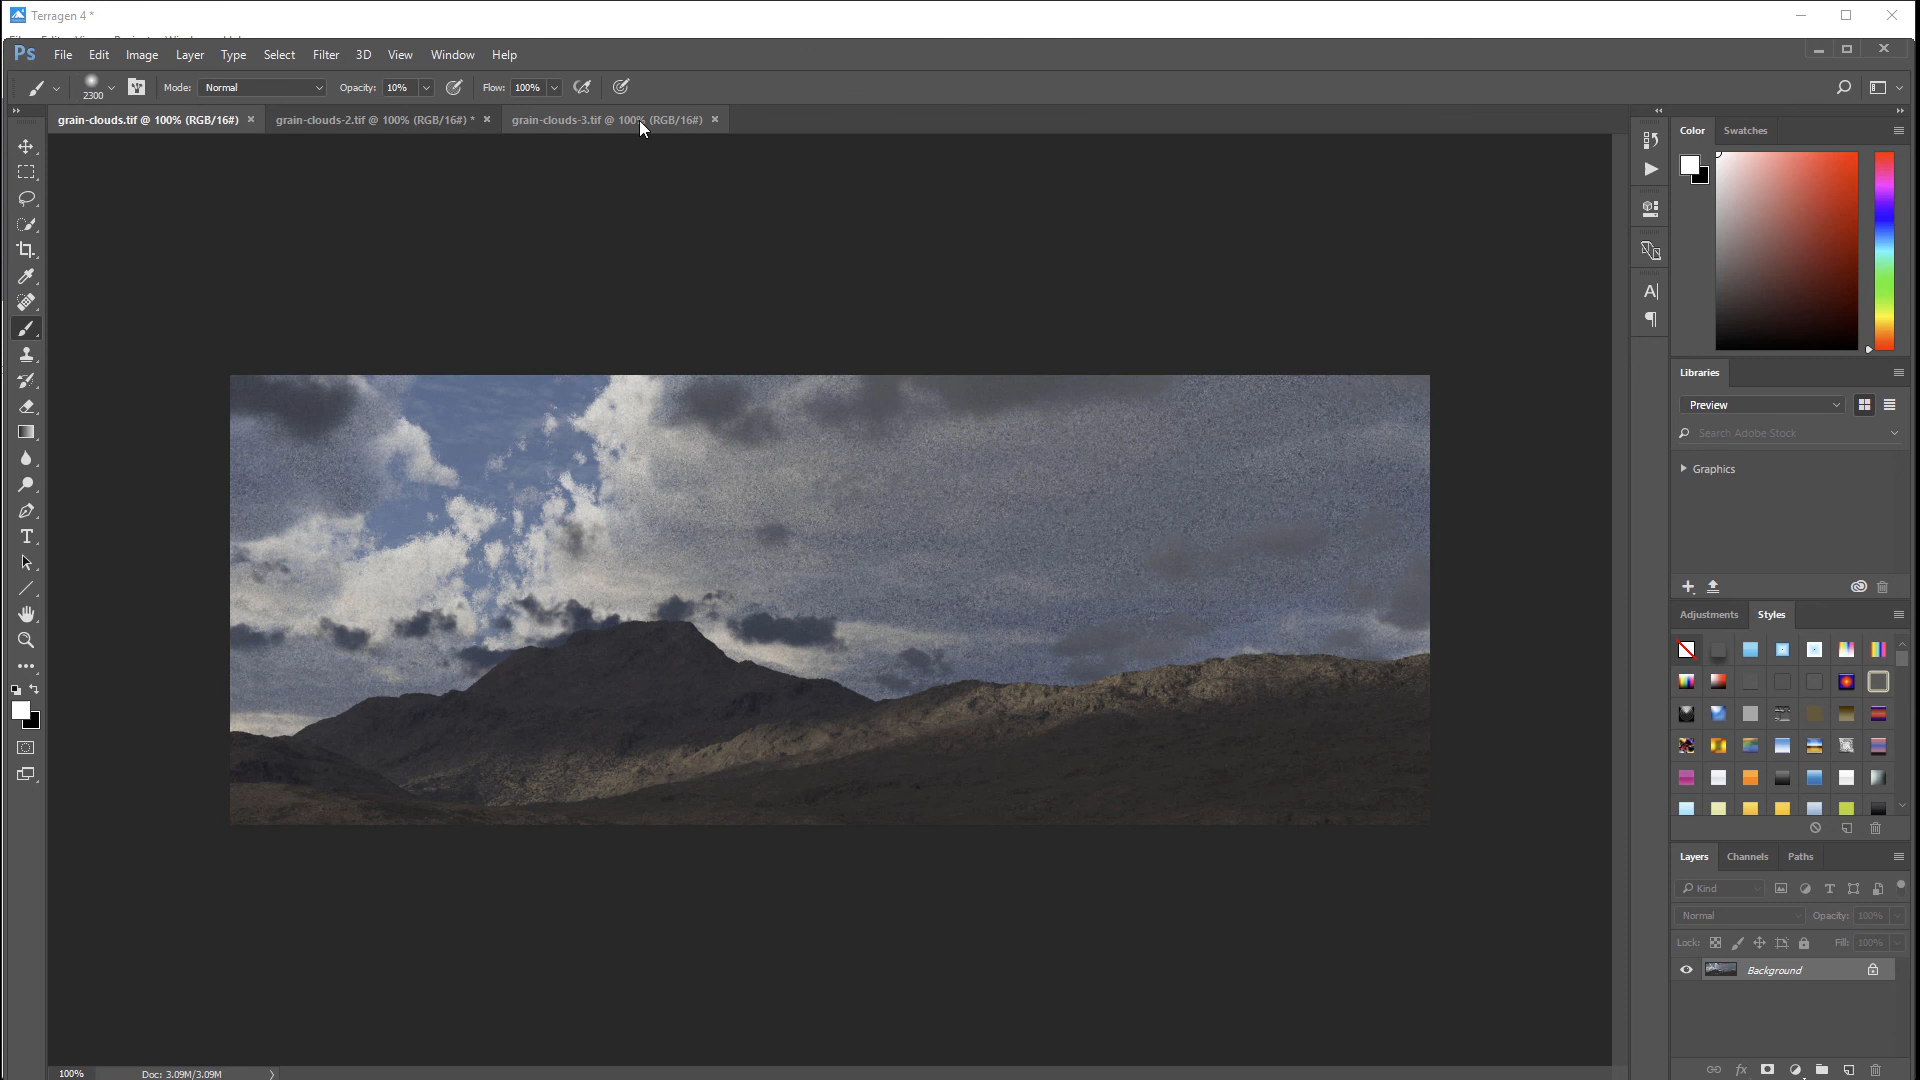 Terragen 4 *
Ps File Edit Image Layer Type Select Filter 3D View Window Help
2300 Mode: Normal Opacity: 10% Flow: 100%
grain-clouds.tif @ 100% (RGB/16#) × grain-clouds-2.tif @ 100% (RGB/16#) * × grain-clouds-3.tif @ 100% (RGB/16#) ×
Color Swatches
Libraries
Preview
Search Adobe Stock
Graphics
Adjustments Styles
Layers Channels Paths
Kind
Normal Opacity: 100%
Lock: Fill: 100%
Background
fx
100% Doc: 3.09M/3.09M